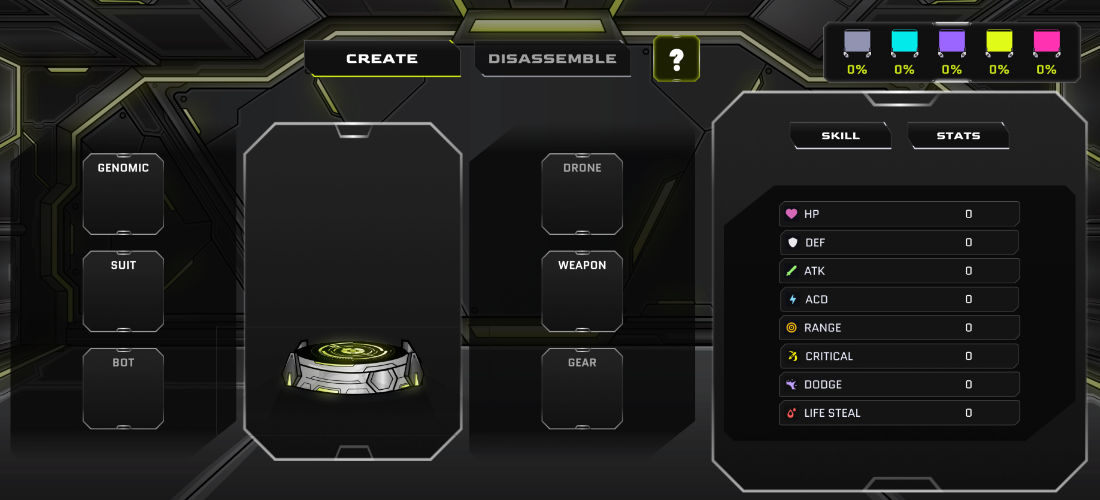 CREATE
DISASSEMBLE
?
0% 0% 0% 0% 0%
SKILL
STATS
GENOMIC
SUIT
BOT
DRONE
WEAPON
GEAR
HP 0
DEF 0
ATK 0
ACD 0
RANGE 0
CRITICAL 0
DODGE 0
LIFE STEAL 0